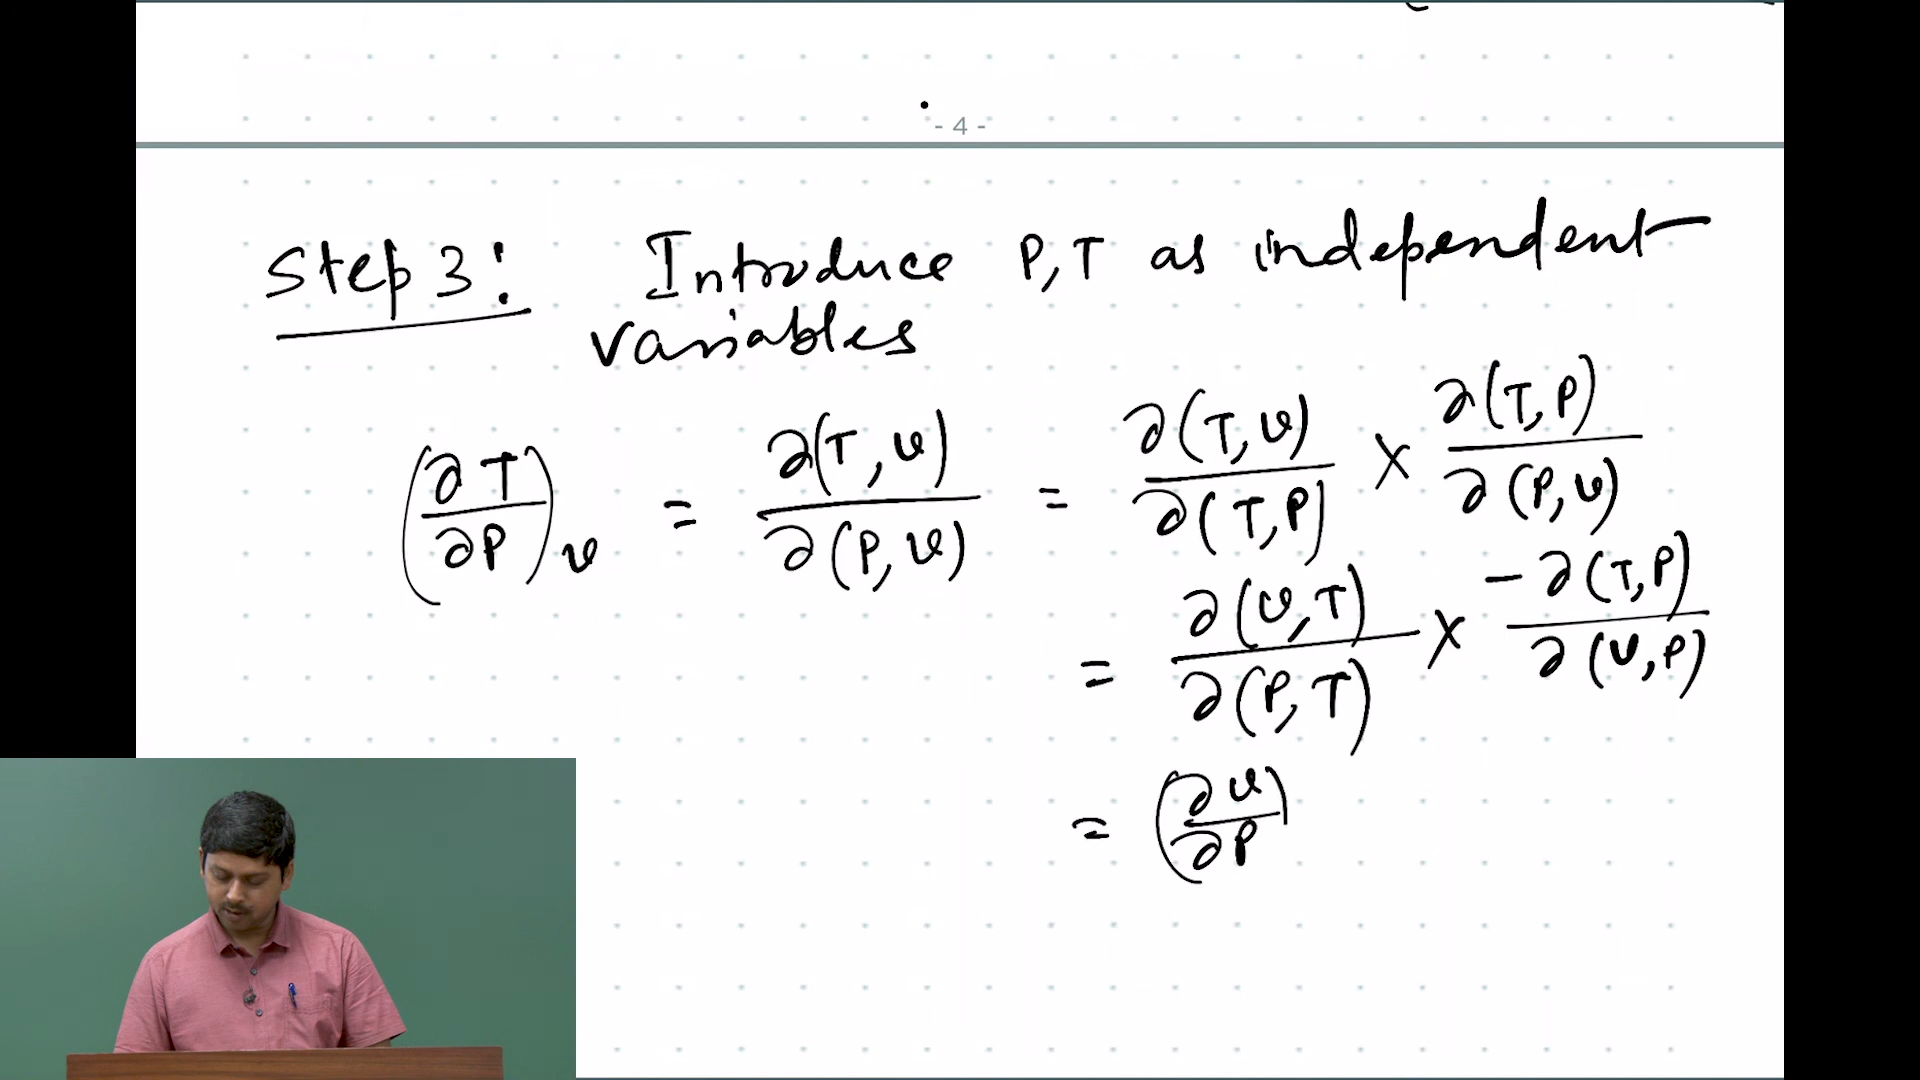 - 4 -
Step 3: Introduce P, T as independent
variables
(∂T/∂P)_v = ∂(T, v)/∂(P, v) = ∂(T, v)/∂(T, P) × ∂(T, P)/∂(P, v)
= ∂(v, T)/∂(P, T) × -∂(T, P)/∂(v, P)
= (∂v/∂P)